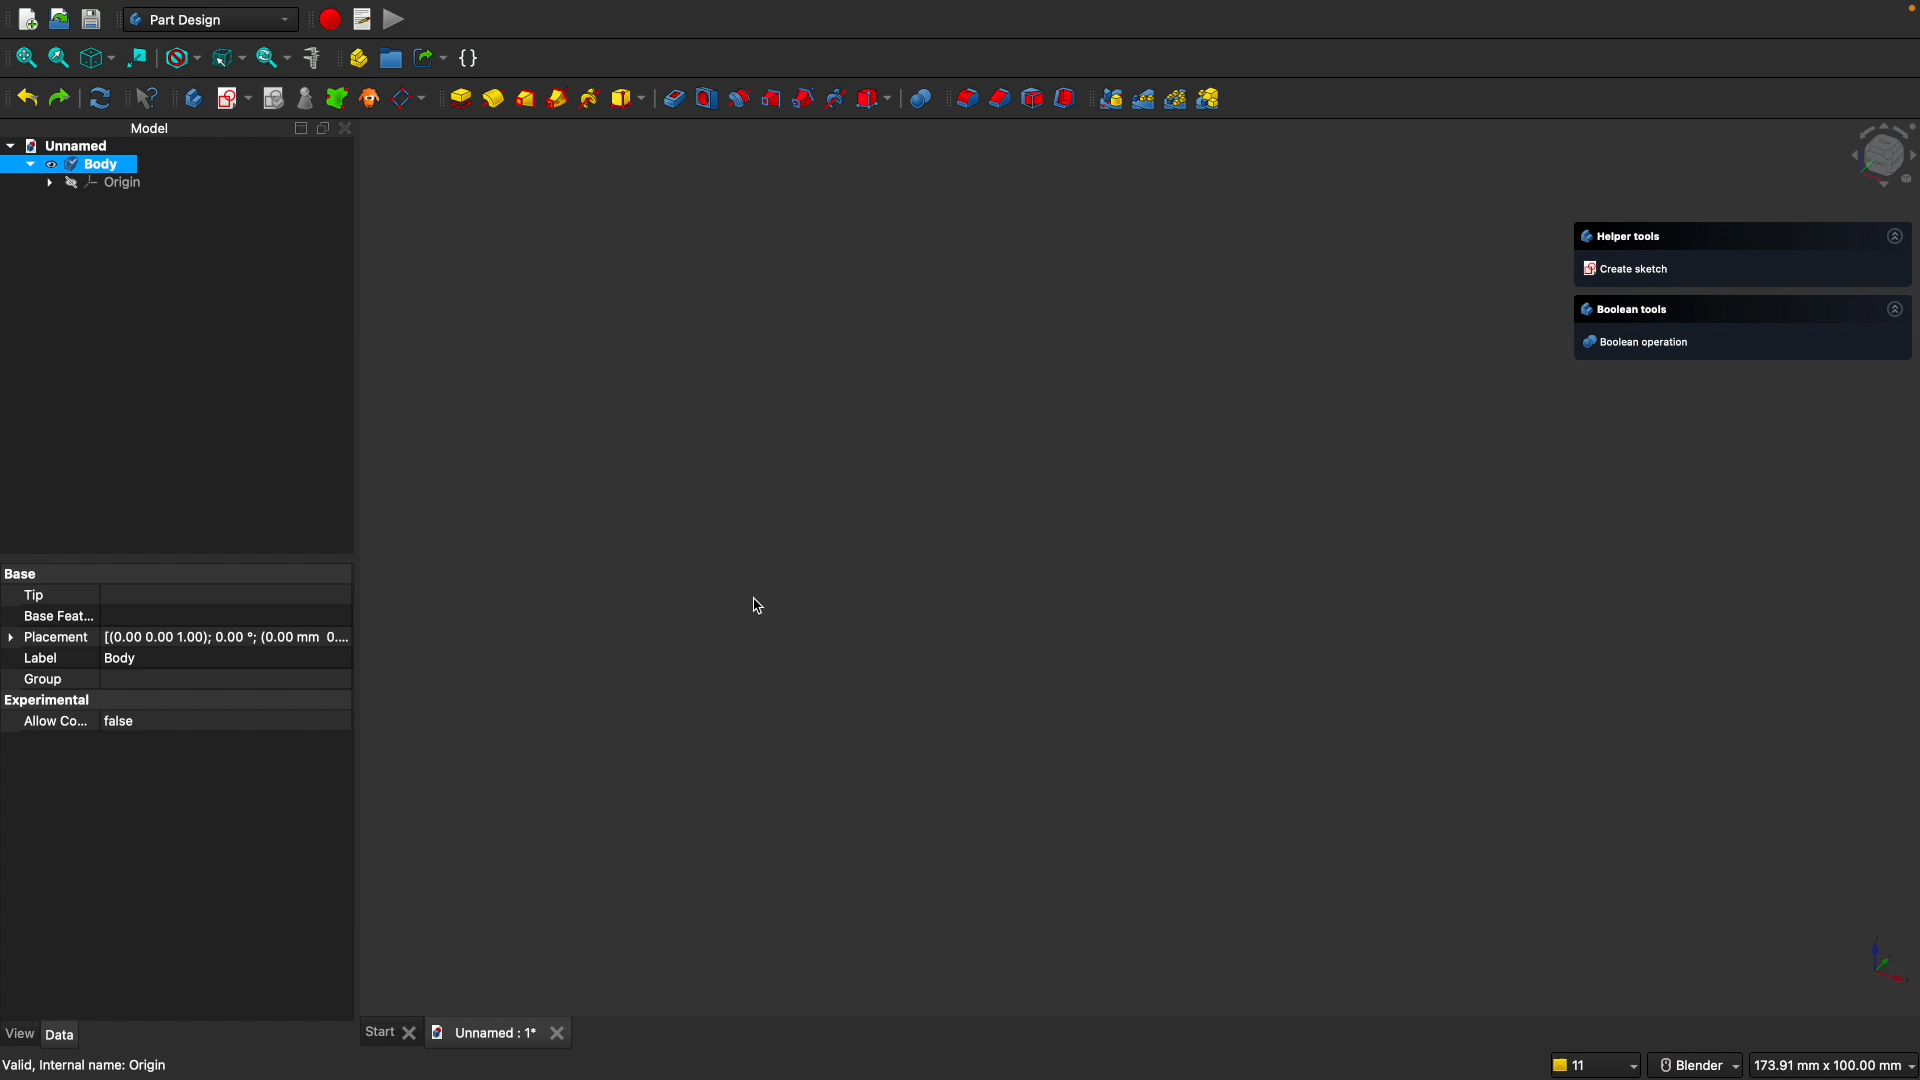 Part Design
{}
Model
Unnamed
Body
Origin
Helper tools
Create sketch
Boolean tools
Boolean operation
Base
Tip
Base Feat...
Placement [(0.00 0.00 1.00); 0.00 °; (0.00 mm 0....
Label Body
Group
Experimental
Allow Co... false
View Data
Start Unnamed : 1*
Valid, Internal name: Origin
11 Blender 173.91 mm x 100.00 mm